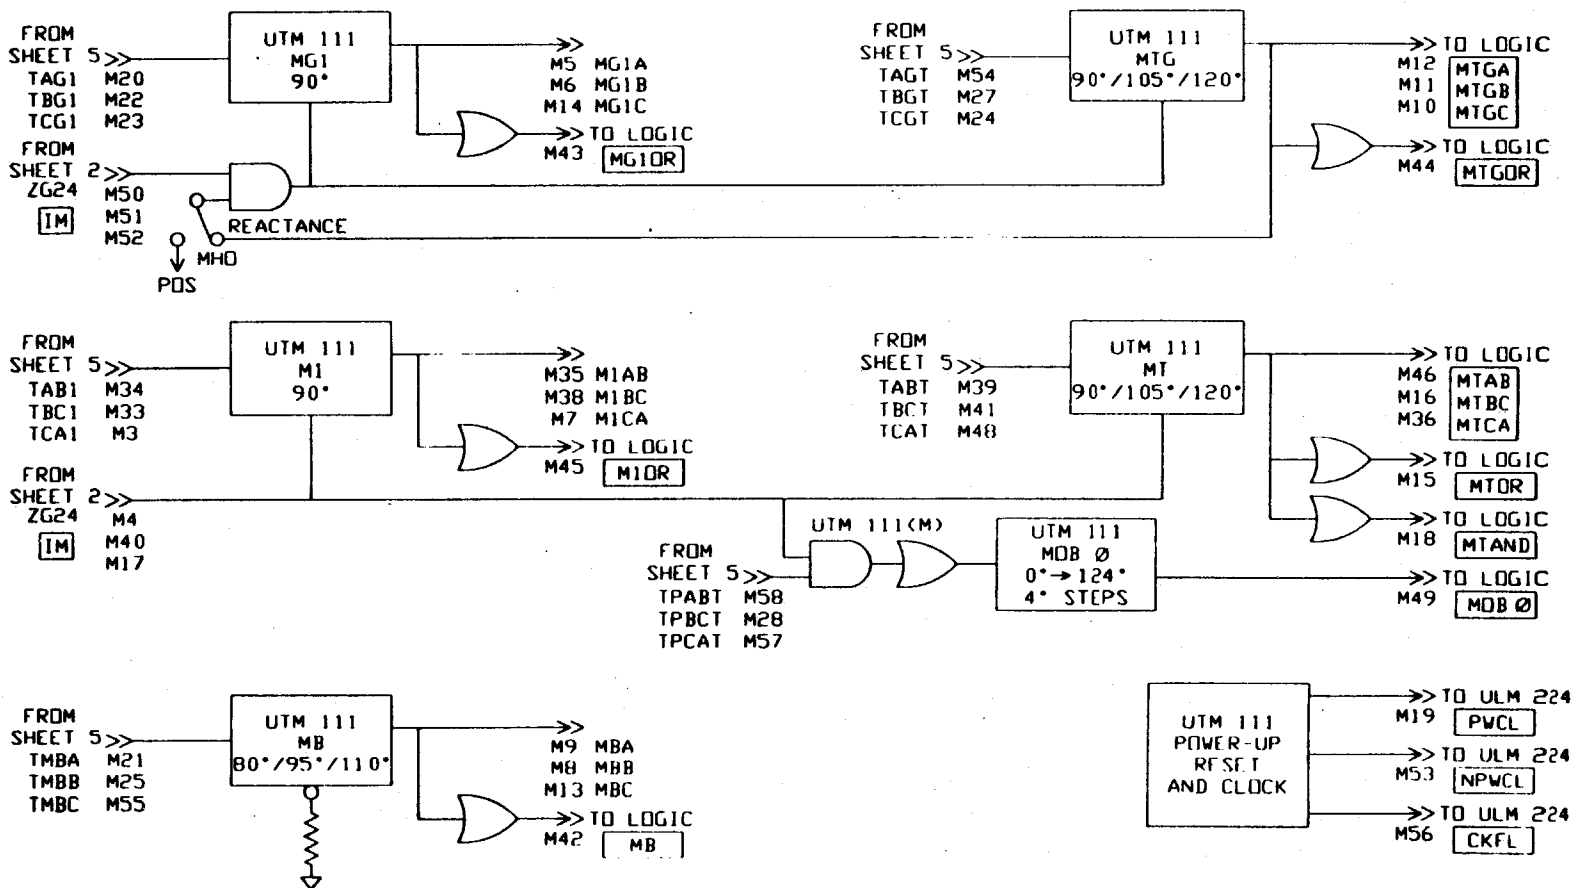 FROM
SHEET 5
TAG1 M20
TBG1 M22
TCG1 M23
UTM 111
MG1
90°
M5 MG1A
M6 MG1B
M14 MG1C
TO LOGIC
M43 MG1OR
FROM
SHEET 2
ZG24
IM
M50
M51
M52
REACTANCE
MHO
POS
FROM
SHEET 5
TAGT M54
TBGT M27
TCGT M24
UTM 111
MTG
90°/105°/120°
TO LOGIC
M12 MTGA
M11 MTGB
M10 MTGC
TO LOGIC
M44 MTGOR
FROM
SHEET 5
TAB1 M34
TBC1 M33
TCA1 M3
UTM 111
M1
90°
M35 M1AB
M38 M1BC
M7 M1CA
TO LOGIC
M45 M1OR
FROM
SHEET 2
ZG24 M4
IM M40
M17
FROM
SHEET 5
TABT M39
TBCT M41
TCAT M48
UTM 111
MT
90°/105°/120°
TO LOGIC
M46 MTAB
M16 MTBC
M36 MTCA
TO LOGIC
M15 MTOR
TO LOGIC
M18 MTAND
UTM 111(M)
FROM
SHEET 5
TPABT M58
TPBCT M28
TPCAT M57
UTM 111
MOB Ø
0°→124°
4° STEPS
TO LOGIC
M49 MOB Ø
FROM
SHEET 5
TMBA M21
TMBB M25
TMBC M55
UTM 111
MB
80°/95°/110°
M9 MBA
M8 MBB
M13 MBC
TO LOGIC
M42 MB
UTM 111
POWER-UP
RESET
AND CLOCK
TO ULM 224
M19 PWCL
TO ULM 224
M53 NPWCL
TO ULM 224
M56 CKFL